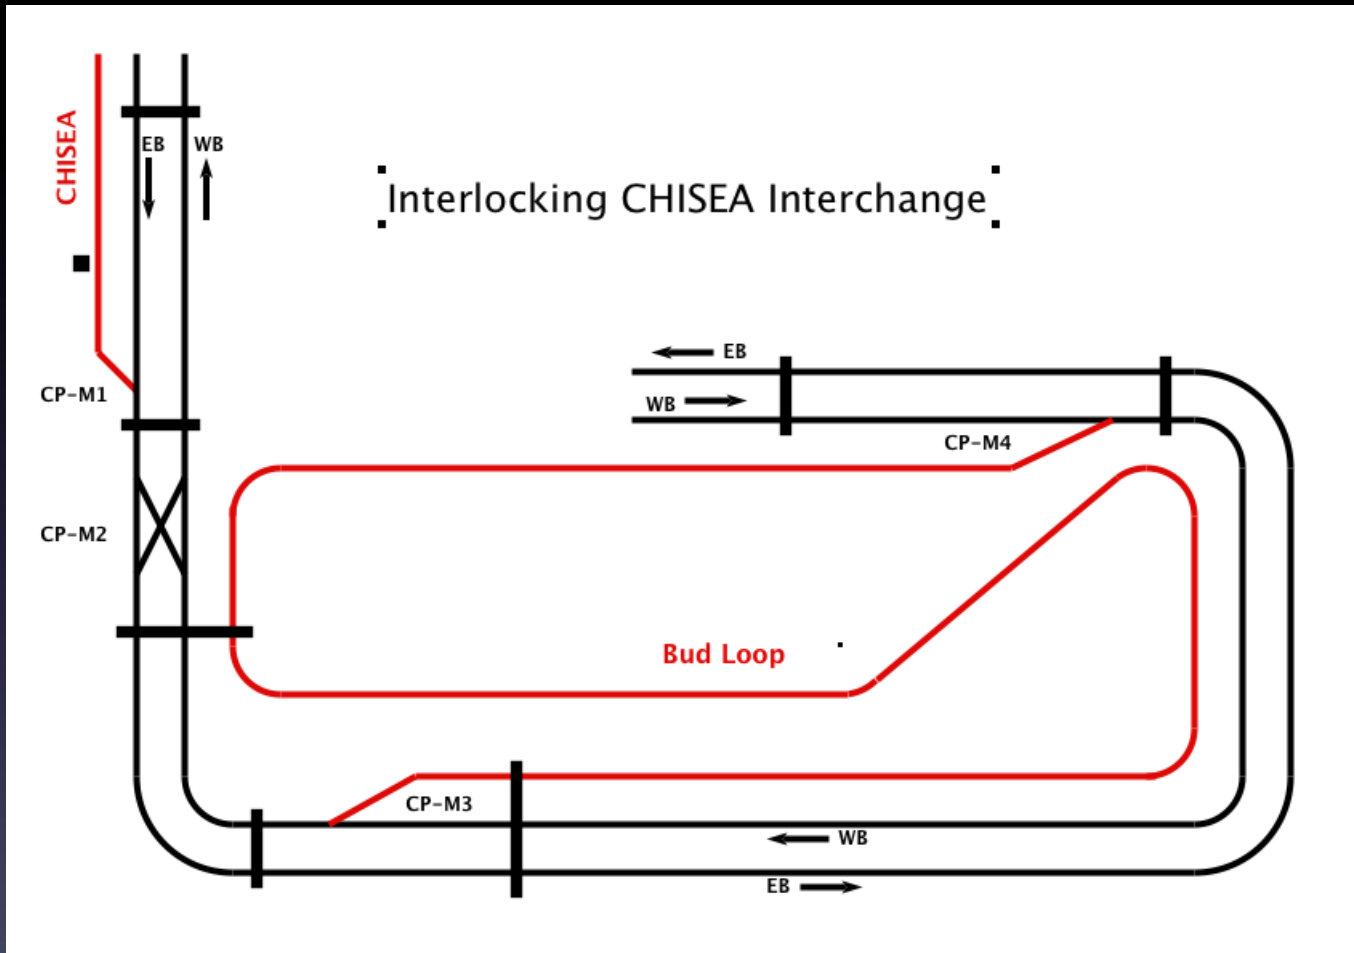 CHISEA
EB
WB
Interlocking CHISEA Interchange
EB
WB
CP-M1
CP-M4
CP-M2
Bud Loop
CP-M3
WB
EB